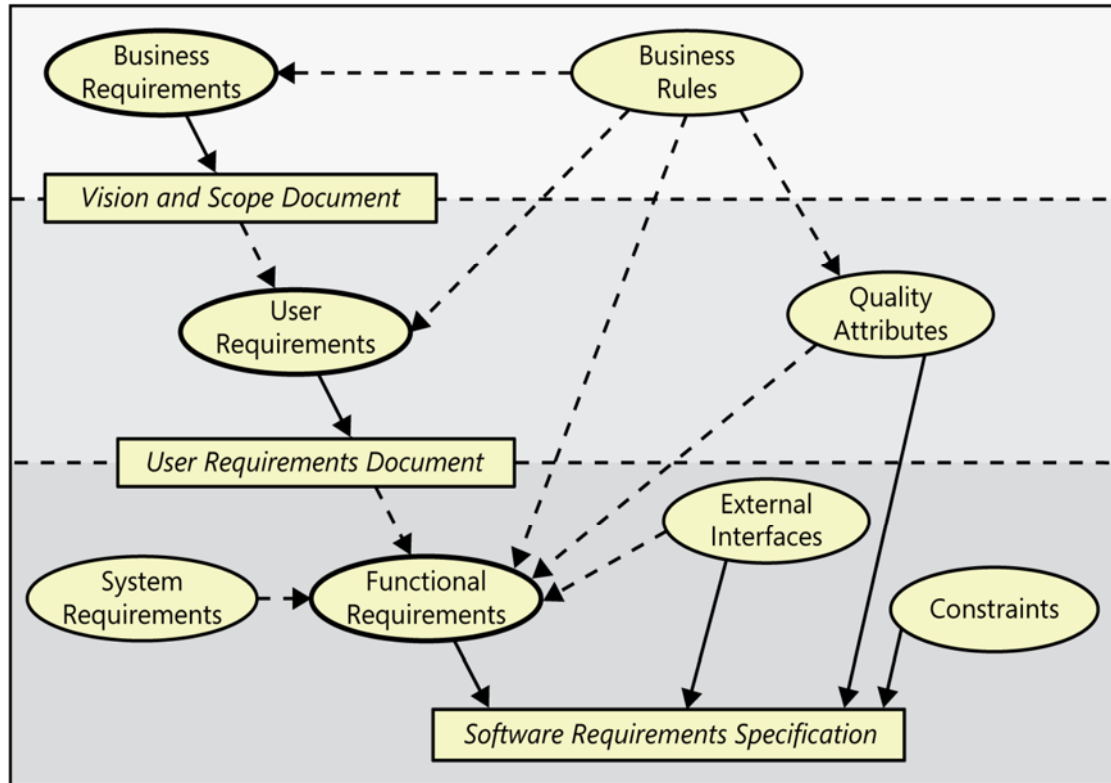 Business
Requirements
Business
Rules
Vision and Scope Document
User
Requirements
Quality
Attributes
User Requirements Document
External
Interfaces
System
Requirements
Functional
Requirements
Constraints
Software Requirements Specification